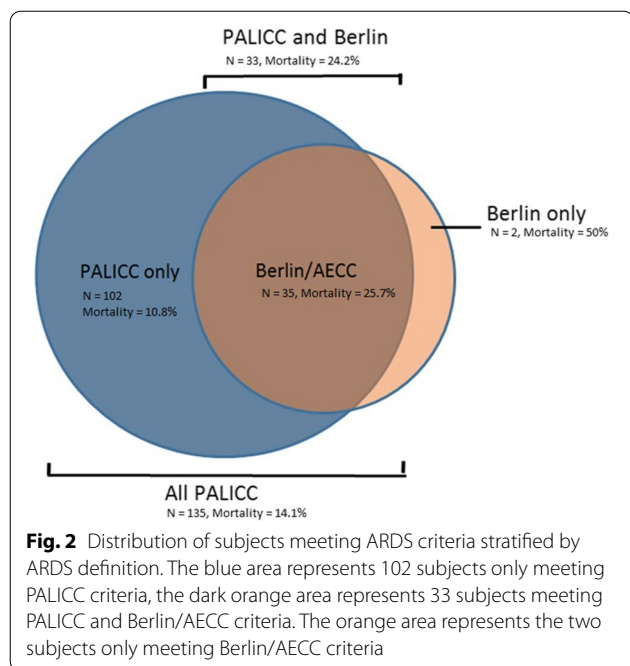 PALICC and Berlin
N = 33, Mortality = 24.2%
Berlin only
N = 2, Mortality = 50%
PALICC only
N = 102
Mortality = 10.8%
Berlin/AECC
N = 35, Mortality = 25.7%
All PALICC
N = 135, Mortality = 14.1%
Fig. 2 Distribution of subjects meeting ARDS criteria stratified by
ARDS definition. The blue area represents 102 subjects only meeting
PALICC criteria, the dark orange area represents 33 subjects meeting
PALICC and Berlin/AECC criteria. The orange area represents the two
subjects only meeting Berlin/AECC criteria